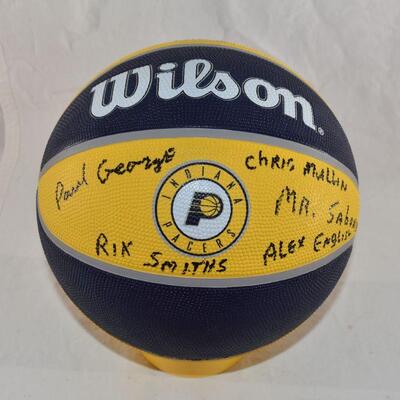 Wilson
Paul George
CHRIS MULLIN
INDIANA
PACERS
MR. Sabonis
RIK SMITHS
ALEX ENGLISH